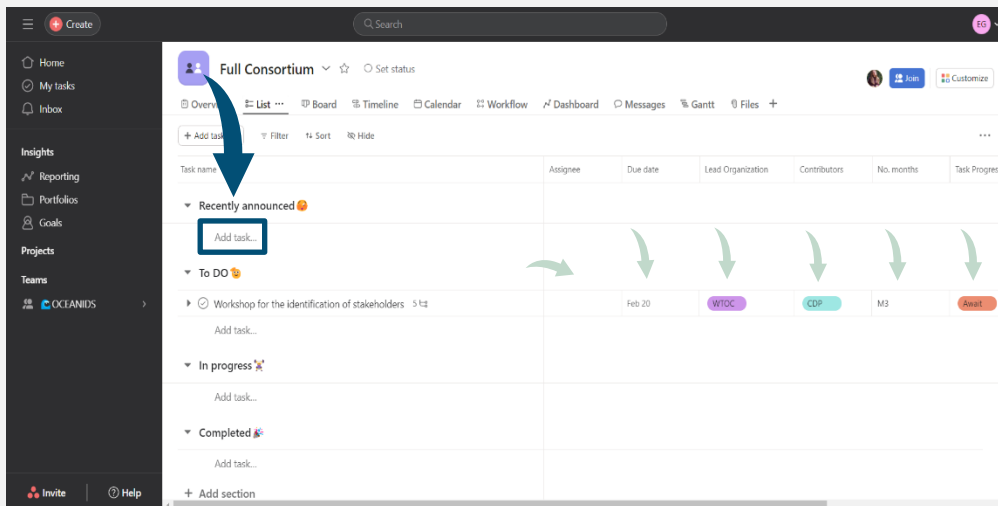 Create
Search
EG
Home
My tasks
Inbox
Insights
Reporting
Portfolios
Goals
Projects
Teams
OCEANIDS
Invite
Help
Full Consortium
Set status
Join
Customize
List
Board
Timeline
Calendar
Workflow
Dashboard
Messages
Gantt
Files
+ Add
Filter
Sort
Hide
Task name
Assignee
Due date
Lead Organization
Contributors
No. months
Task
Recently announced
Add task...
To DO
Workshop for the identification of stakeholders 5
Feb 20
WTOC
CDP
M3
Await
Add task...
In progress
Add task...
Completed
Add task...
+ Add section